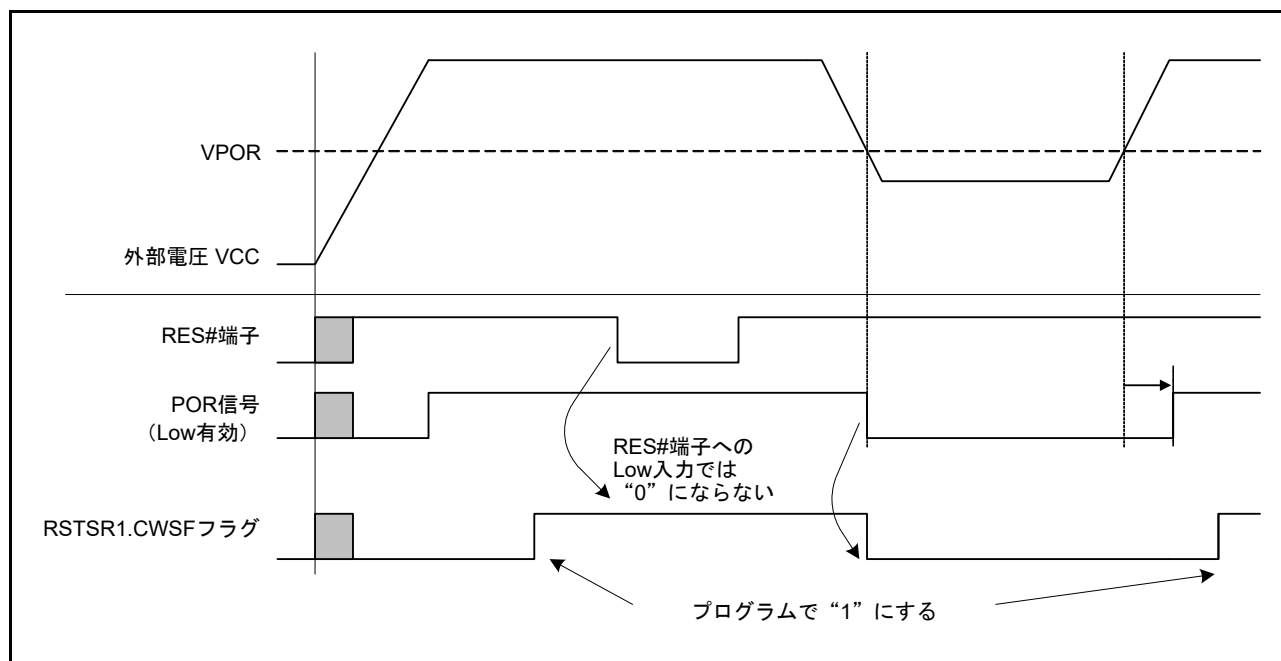 VPOR
外部電圧 VCC
RES#端子
POR信号
（Low有効）
RES#端子への
Low入力では
“0”にならない
RSTSR1.CWSFフラグ
プログラムで“1”にする